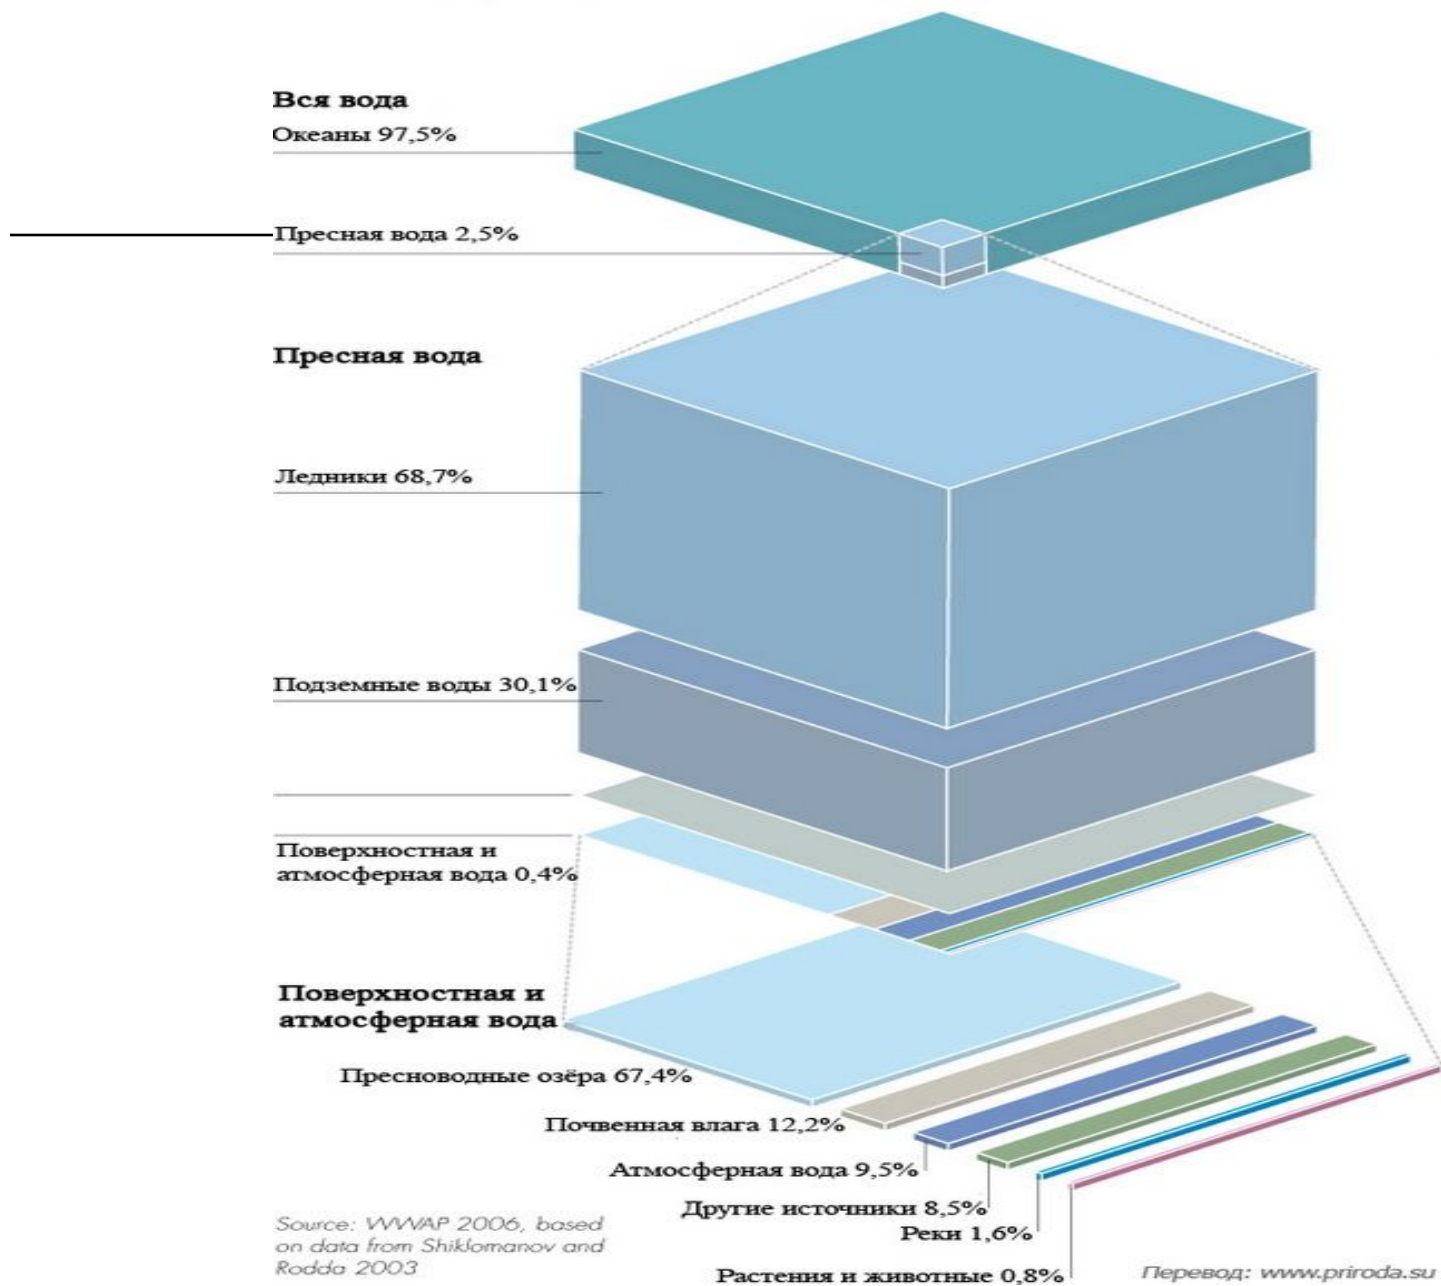 Вся вода
Океаны 97,5%
Пресная вода 2,5%
Пресная вода
Ледники 68,7%
Подземные воды 30,1%
Поверхностная и
атмосферная вода 0,4%
Поверхностная и
атмосферная вода
Пресноводные озёра 67,4%
Почвенная влага 12,2%
Атмосферная вода 9,5%
Другие источники 8,5%
Реки 1,6%
Растения и животные 0,8%
Source: WWAP 2006, based
on data from Shiklomanov and
Rodda 2003
Перевод: www.priroda.su